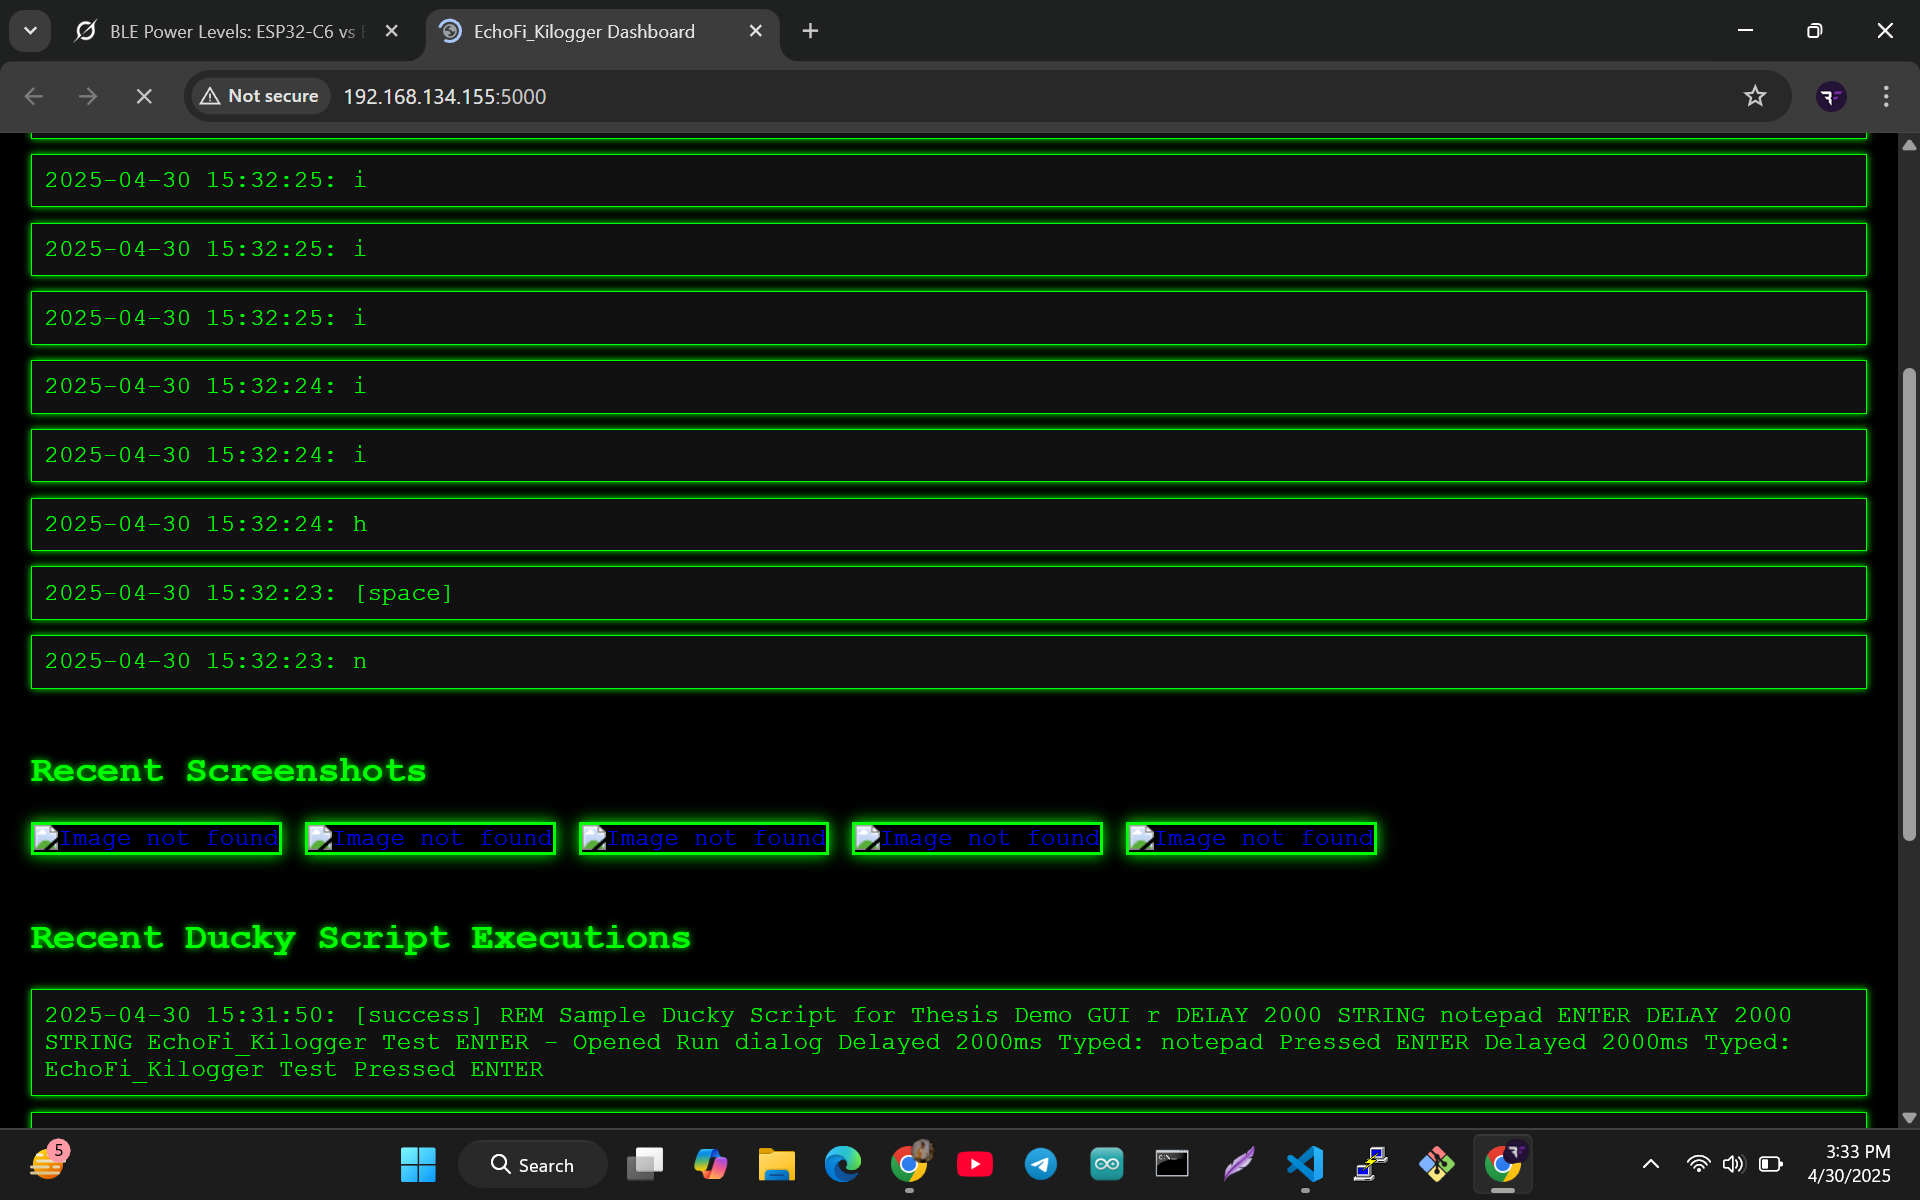 BLE Power Levels: ESP32-C6 vs
EchoFi_Kilogger Dashboard
Not secure
192.168.134.155:5000
2025-04-30 15:32:25: i
2025-04-30 15:32:25: i
2025-04-30 15:32:25: i
2025-04-30 15:32:24: i
2025-04-30 15:32:24: i
2025-04-30 15:32:24: h
2025-04-30 15:32:23: [space]
2025-04-30 15:32:23: n
Recent Screenshots
Image not found Image not found Image not found Image not found Image not found
Recent Ducky Script Executions
2025-04-30 15:31:50: [success] REM Sample Ducky Script for Thesis Demo GUI r DELAY 2000 STRING notepad ENTER DELAY 2000
STRING EchoFi_Kilogger Test ENTER - Opened Run dialog Delayed 2000ms Typed: notepad Pressed ENTER Delayed 2000ms Typed:
EchoFi_Kilogger Test Pressed ENTER
5
Search
3:33 PM
4/30/2025